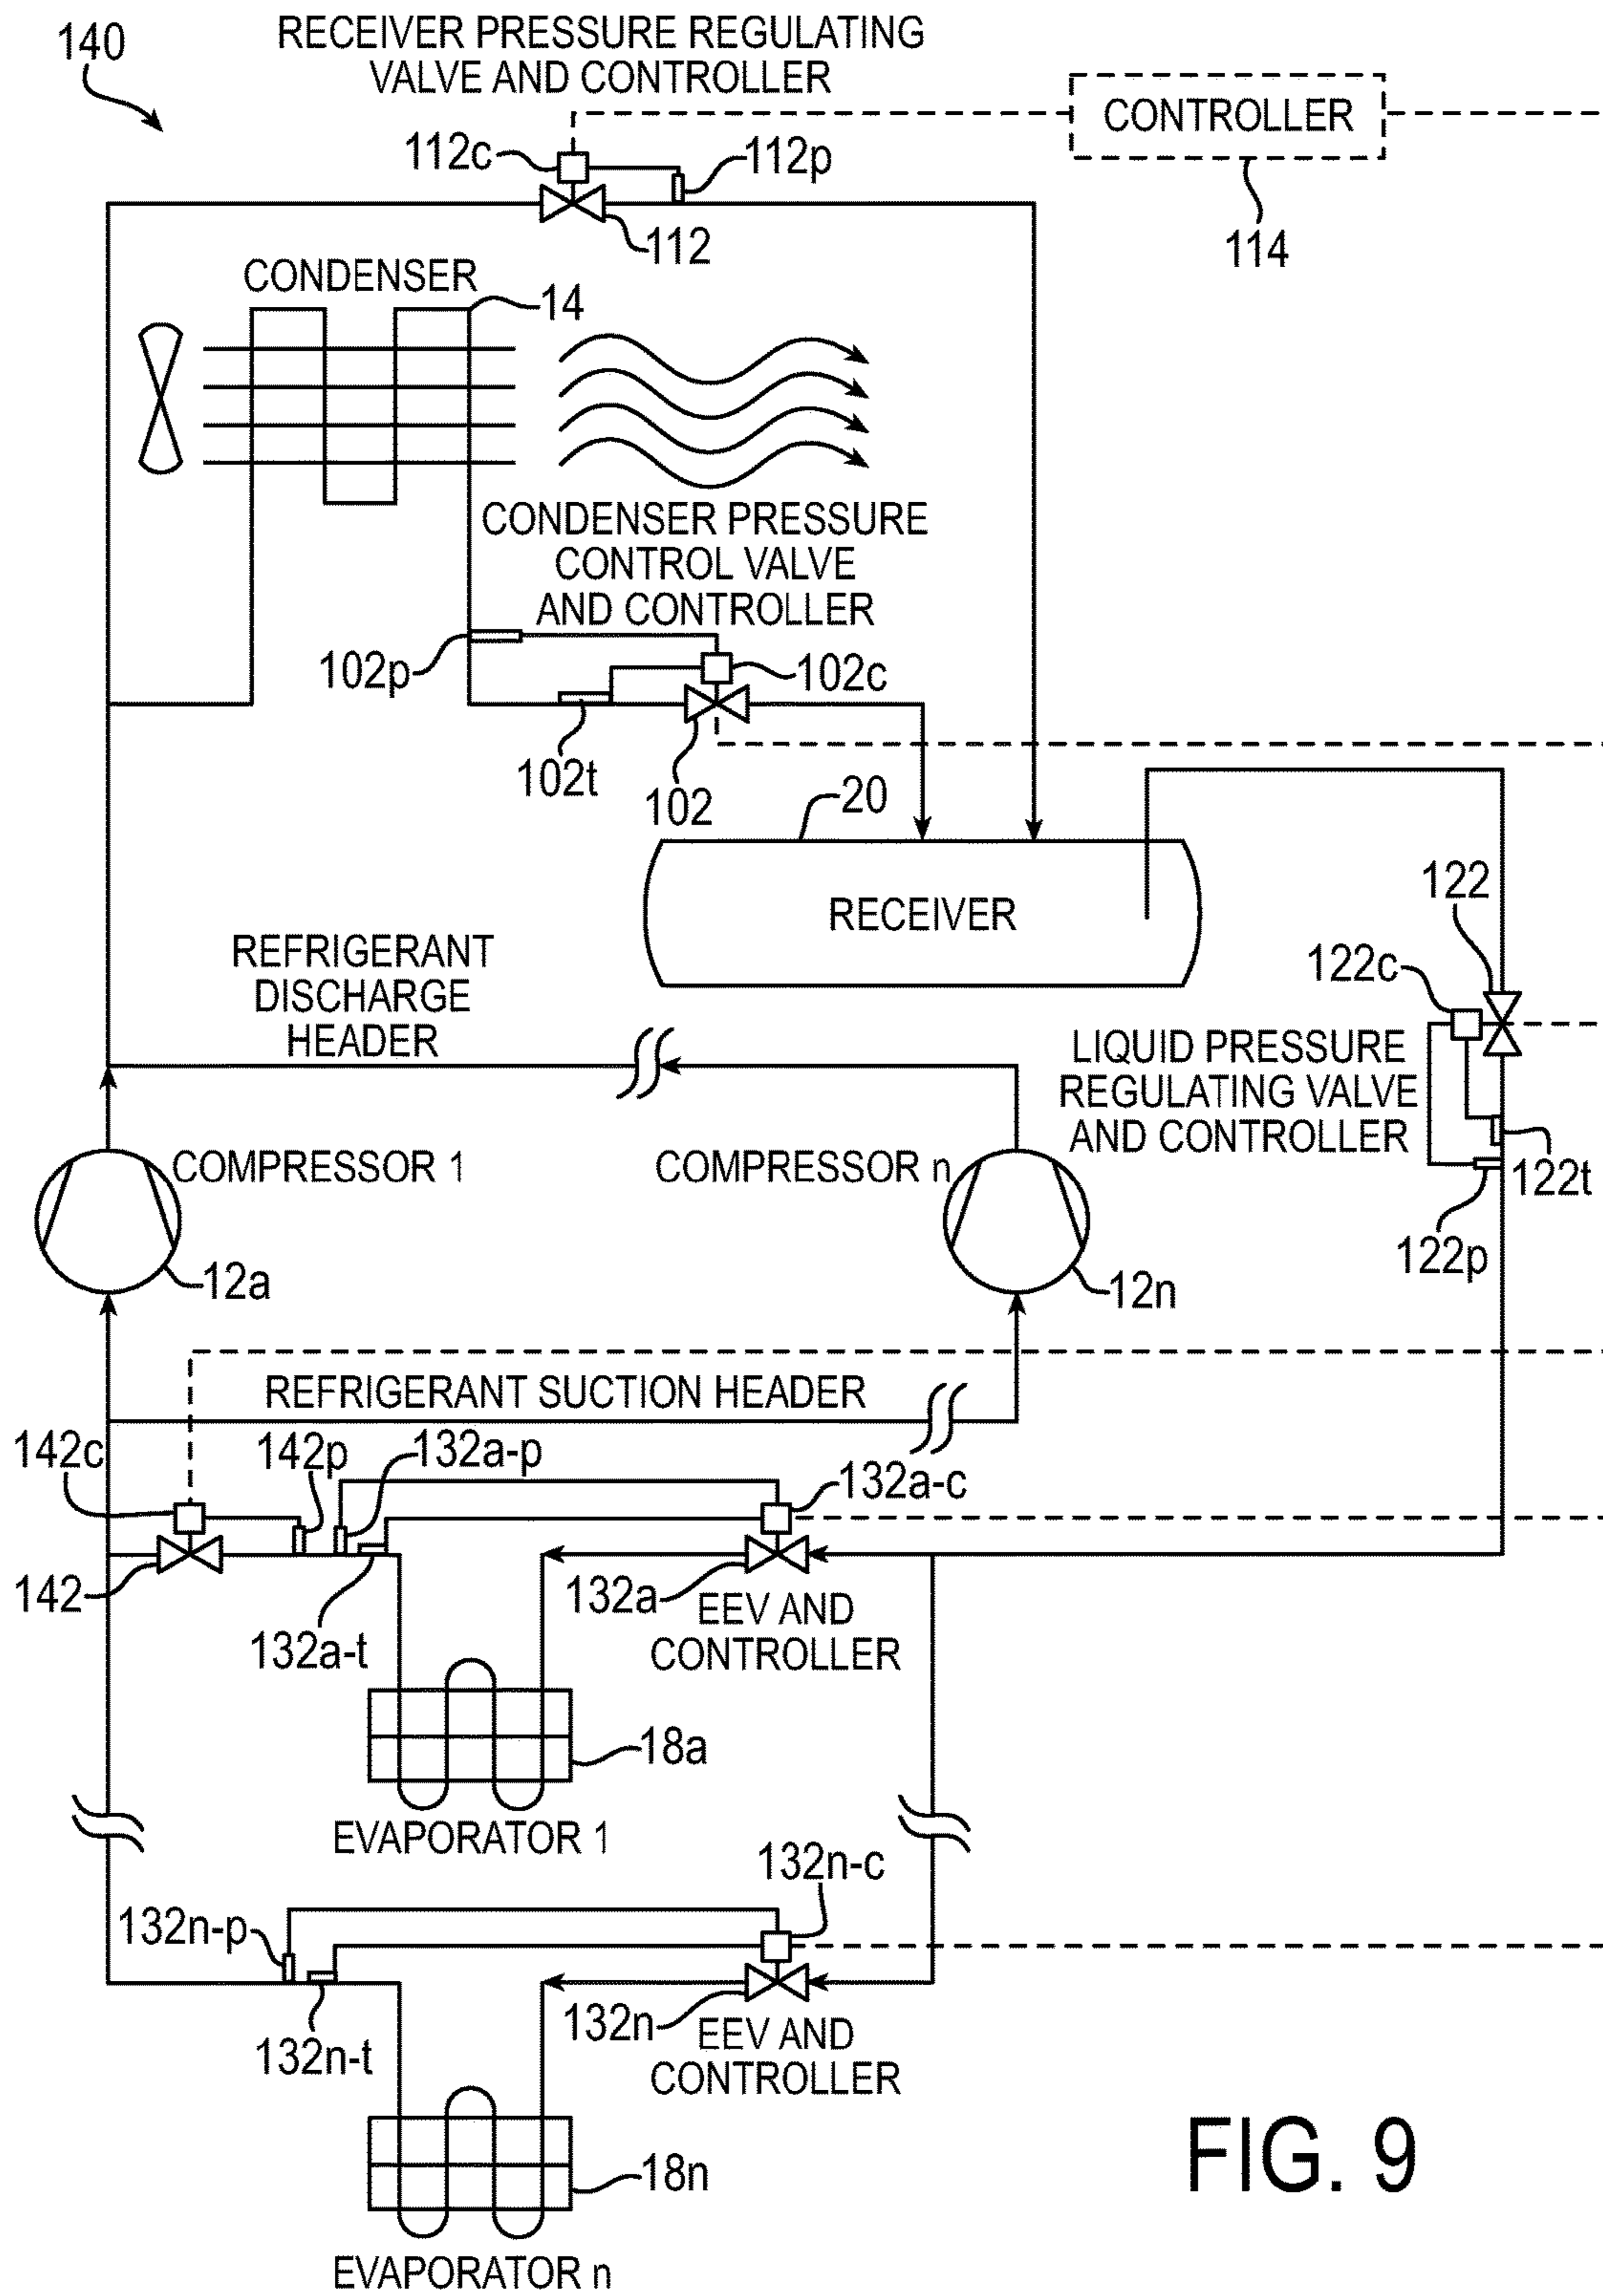 140
RECEIVER PRESSURE REGULATING
VALVE AND CONTROLLER
CONTROLLER
112c
112p
112
114
CONDENSER
14
CONDENSER PRESSURE
CONTROL VALVE
AND CONTROLLER
102p
102c
102t
102
20
RECEIVER
122
122c
REFRIGERANT
DISCHARGE
HEADER
LIQUID PRESSURE
REGULATING VALVE
AND CONTROLLER
COMPRESSOR 1
COMPRESSOR n
122t
122p
12a
12n
REFRIGERANT SUCTION HEADER
142c
142p
132a-p
132a-c
142
132a-t
132a
EEV AND
CONTROLLER
18a
EVAPORATOR 1
132n-c
132n-p
132n-t
132n
EEV AND
CONTROLLER
18n
EVAPORATOR n
FIG. 9